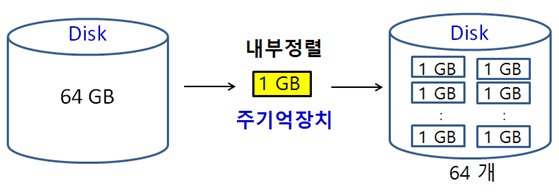 Disk
64 GB
내부정렬
1 GB
주기억장치
Disk
1 GB 1 GB
1 GB 1 GB
: :
1 GB 1 GB
64 개